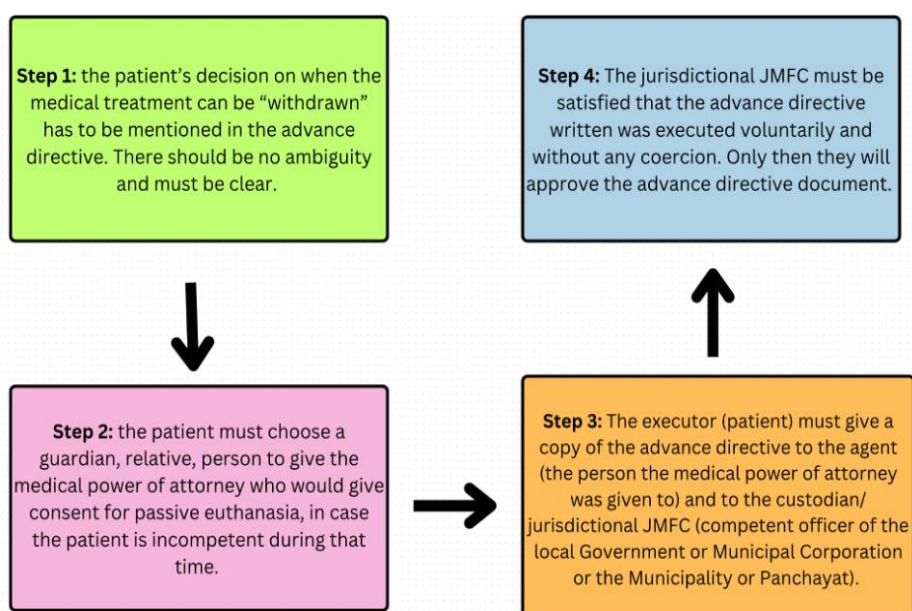 Step 1: the patient's decision on when the
medical treatment can be “withdrawn”
has to be mentioned in the advance
directive. There should be no ambiguity
and must be clear.
Step 2: the patient must choose a
guardian, relative, person to give the
medical power of attorney who would give
consent for passive euthanasia, in case
the patient is incompetent during that
time.
Step 3: The executor (patient) must give a
copy of the advance directive to the agent
(the person the medical power of attorney
was given to) and to the custodian/
jurisdictional JMFC (competent officer of the
local Government or Municipal Corporation
or the Municipality or Panchayat).
Step 4: The jurisdictional JMFC must be
satisfied that the advance directive
written was executed voluntarily and
without any coercion. Only then they will
approve the advance directive document.